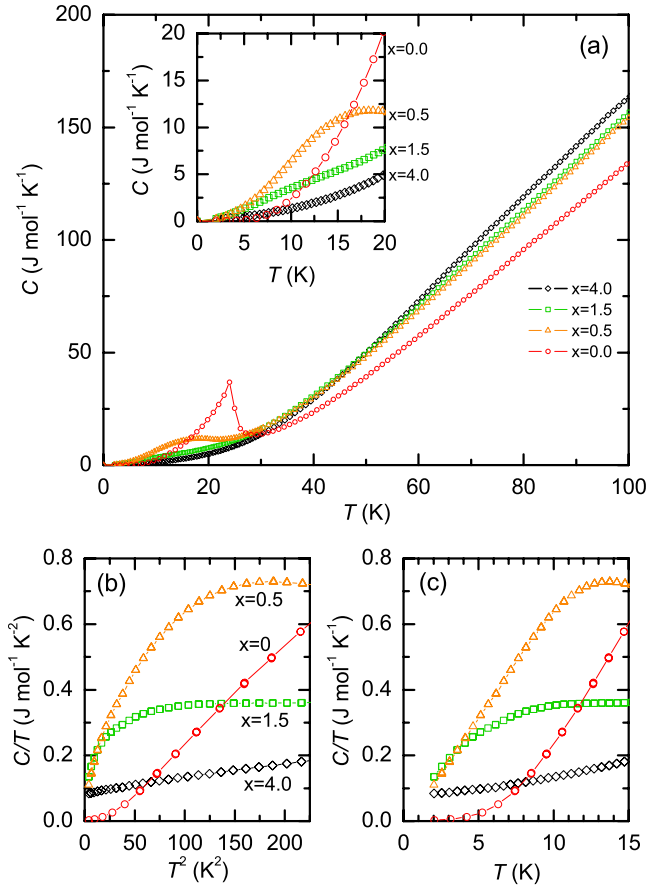 200
150
100
50
0
C (J mol⁻¹ K⁻¹)
(a)
20
15
10
5
0
C (J mol⁻¹ K⁻¹)
x=0.0
x=0.5
x=1.5
x=4.0
0 5 10 15 20
T (K)
x=4.0
x=1.5
x=0.5
x=0.0
0 20 40 60 80 100
T (K)
0.8
0.6
0.4
0.2
0.0
C/T (J mol⁻¹ K⁻²)
(b)
x=0.5
x=0
x=1.5
x=4.0
0 50 100 150 200
T² (K²)
0.8
0.6
0.4
0.2
0.0
C/T (J mol⁻¹ K⁻¹)
(c)
0 5 10 15
T (K)